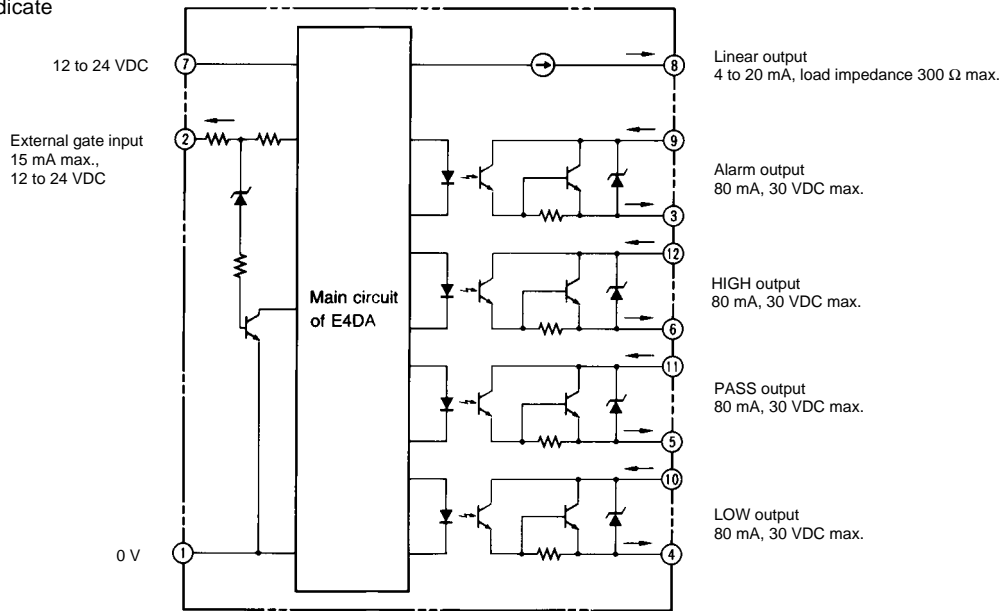 dicate
12 to 24 VDC
7
8
Linear output
4 to 20 mA, load impedance 300 Ω max.
External gate input
15 mA max.,
12 to 24 VDC
2
9
Alarm output
80 mA, 30 VDC max.
3
12
Main circuit
of E4DA
HIGH output
80 mA, 30 VDC max.
6
11
PASS output
80 mA, 30 VDC max.
5
10
LOW output
80 mA, 30 VDC max.
0 V
1
4